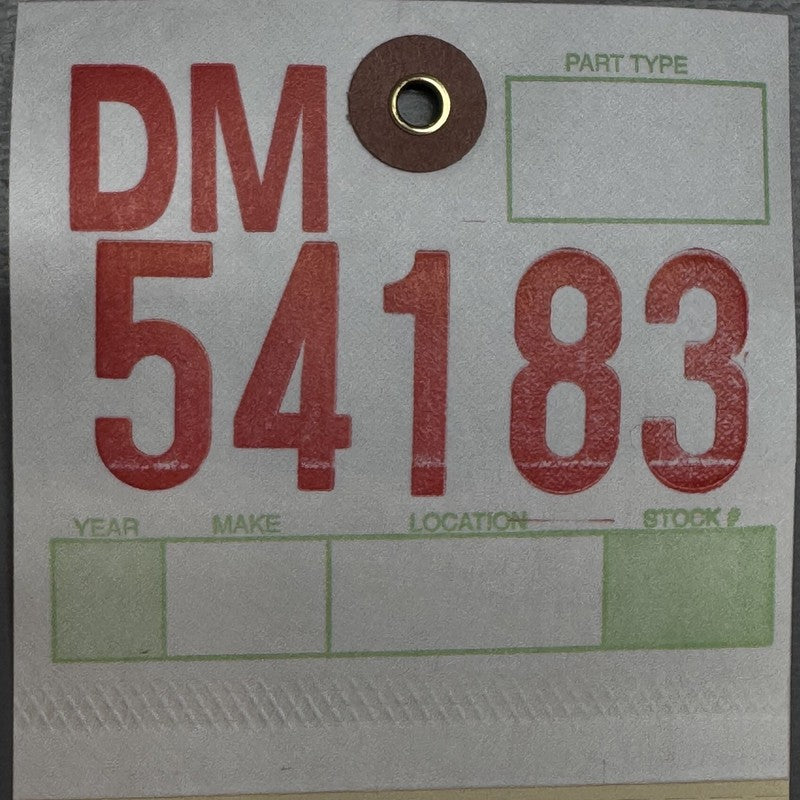 DM
PART TYPE
54183
YEAR MAKE LOCATION STOCK #